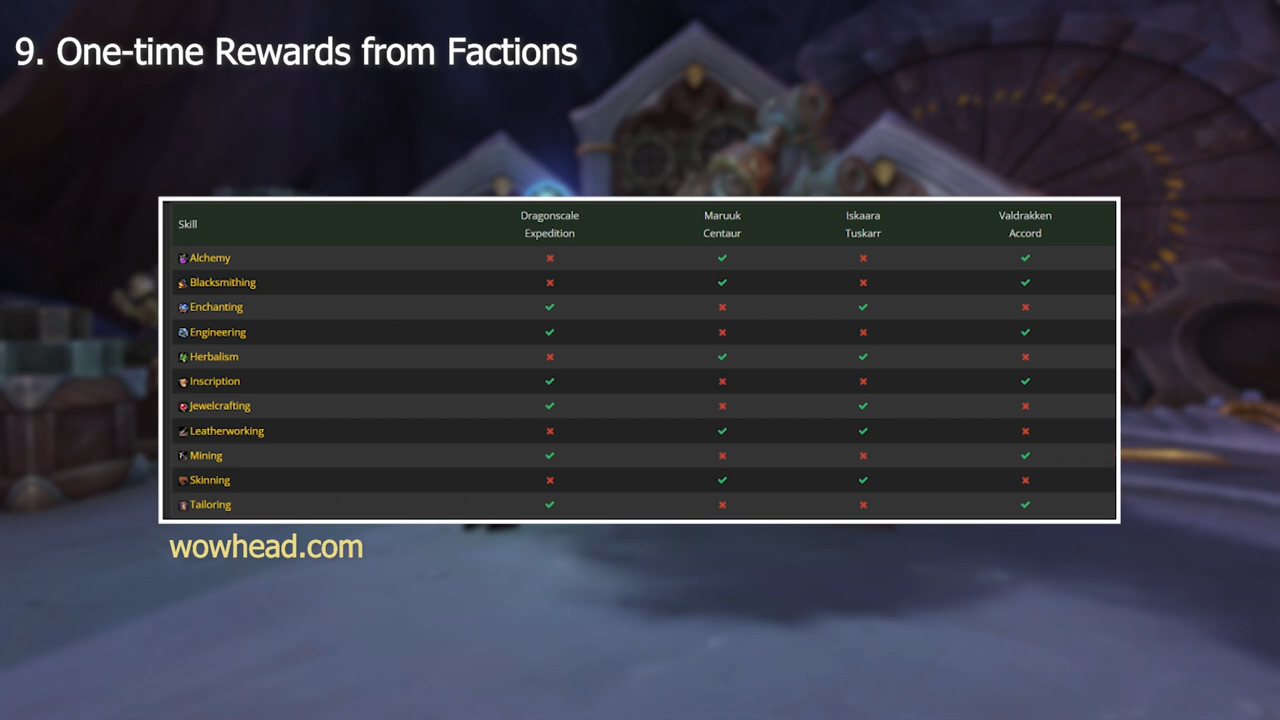 9. One-time Rewards from Factions
Skill Dragonscale Expedition Maruuk Centaur Iskaara Tuskarr Valdrakken Accord
Alchemy ✖ ✔ ✖ ✔
Blacksmithing ✖ ✔ ✖ ✔
Enchanting ✔ ✖ ✔ ✖
Engineering ✔ ✖ ✖ ✔
Herbalism ✖ ✔ ✔ ✖
Inscription ✔ ✖ ✖ ✔
Jewelcrafting ✔ ✖ ✔ ✖
Leatherworking ✖ ✔ ✔ ✖
Mining ✔ ✖ ✖ ✔
Skinning ✖ ✔ ✔ ✖
Tailoring ✔ ✖ ✖ ✔
wowhead.com